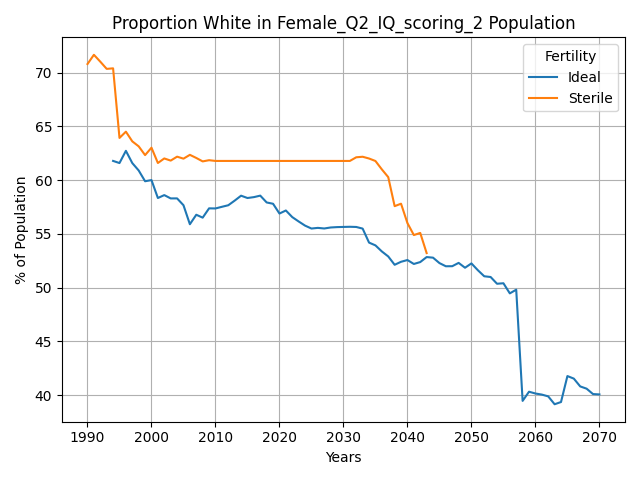 Proportion White in Female_Q2_IQ_scoring_2 Population
Fertility
Ideal
Sterile
% of Population
70
65
60
55
50
45
40
1990 2000 2010 2020 2030 2040 2050 2060 2070
Years